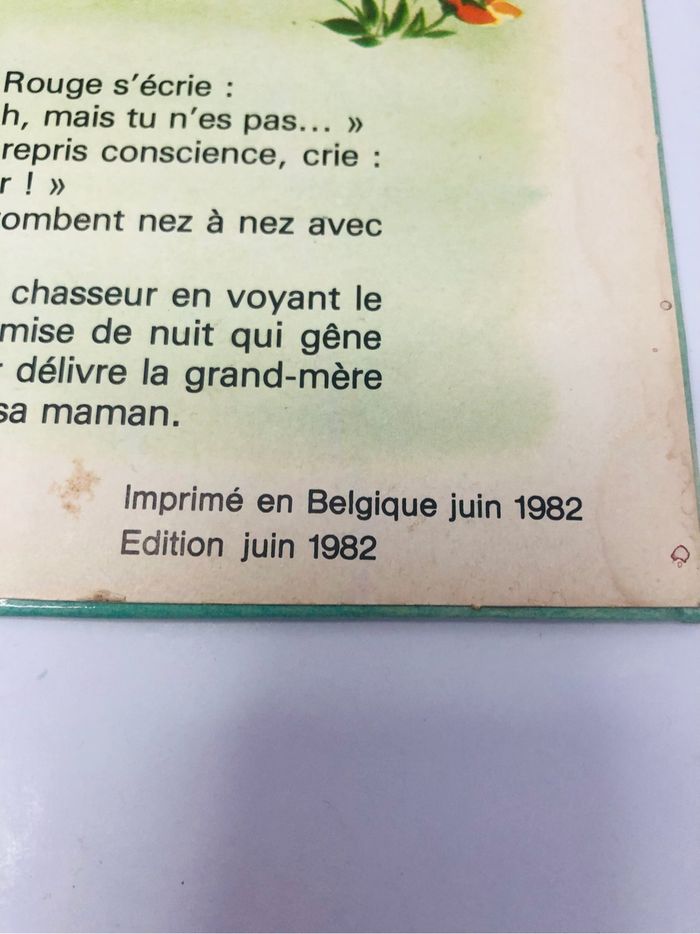 Rouge s'écrie :
h, mais tu n'es pas... »
repris conscience, crie :
r ! »
ombent nez à nez avec
chasseur en voyant le
mise de nuit qui gêne
délivre la grand-mère
sa maman.
Imprimé en Belgique juin 1982
Edition juin 1982